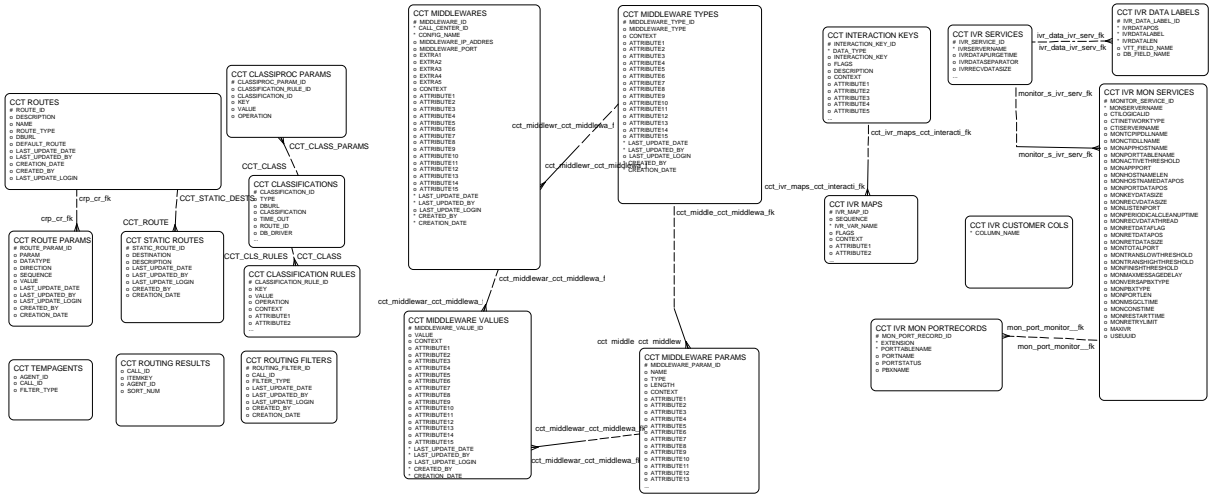 CCT ROUTES
# ROUTE_ID
o DESCRIPTION
o NAME
o ROUTE_TYPE
o DBURL
o DEFAULT_ROUTE
o LAST_UPDATE_DATE
o LAST_UPDATED_BY
o CREATION_DATE
o CREATED_BY
o LAST_UPDATE_LOGIN
CCT CLASSIPROC PARAMS
# CLASSIPROC_PARAM_ID
o CLASSIFICATION_RULE_ID
o CLASSIFICATION_ID
o KEY
o VALUE
o OPERATION
CCT_CLASS_PARAMS
CCT_CLASS
CCT CLASSIFICATIONS
# CLASSIFICATION_ID
o TYPE
o DBURL
o CLASSIFICATION
o TIME_OUT
o ROUTE_ID
o DB_DRIVER
...
crp_cr_fk
crp_cr_fk
CCT_STATIC_DESTS
CCT_ROUTE
CCT ROUTE PARAMS
# ROUTE_PARAM_ID
o PARAM
o DATATYPE
o DIRECTION
o SEQUENCE
o VALUE
o LAST_UPDATE_DATE
o LAST_UPDATED_BY
o LAST_UPDATE_LOGIN
o CREATED_BY
o CREATION_DATE
CCT STATIC ROUTES
# STATIC_ROUTE_ID
o DESTINATION
o DESCRIPTION
o LAST_UPDATE_DATE
o LAST_UPDATED_BY
o LAST_UPDATE_LOGIN
o CREATED_BY
o CREATION_DATE
CCT_CLS_RULES
CCT_CLASS
CCT CLASSIFICATION RULES
# CLASSIFICATION_RULE_ID
o KEY
o VALUE
o OPERATION
o CONTEXT
o ATTRIBUTE1
o ATTRIBUTE2
...
CCT TEMPAGENTS
o AGENT_ID
o CALL_ID
o FILTER_TYPE
CCT ROUTING RESULTS
o CALL_ID
o ITEMKEY
o AGENT_ID
o SORT_NUM
CCT ROUTING FILTERS
# ROUTING_FILTER_ID
o CALL_ID
o FILTER_TYPE
o LAST_UPDATE_DATE
o LAST_UPDATED_BY
o LAST_UPDATE_LOGIN
o CREATED_BY
o CREATION_DATE
CCT MIDDLEWARES
# MIDDLEWARE_ID
* CALL_CENTER_ID
* CONFIG_NAME
o MIDDLEWARE_IP_ADDRES
o MIDDLEWARE_PORT
o EXTRA1
o EXTRA2
o EXTRA3
o EXTRA4
o EXTRA5
o CONTEXT
o ATTRIBUTE1
o ATTRIBUTE2
o ATTRIBUTE3
o ATTRIBUTE4
o ATTRIBUTE5
o ATTRIBUTE6
o ATTRIBUTE7
o ATTRIBUTE8
o ATTRIBUTE9
o ATTRIBUTE10
o ATTRIBUTE11
o ATTRIBUTE12
o ATTRIBUTE13
o ATTRIBUTE14
o ATTRIBUTE15
* LAST_UPDATE_DATE
* LAST_UPDATED_BY
o LAST_UPDATE_LOGIN
* CREATED_BY
* CREATION_DATE
cct_middlewr_cct_middlewa_f
cct_middlewr_cct_middlewa_
CCT MIDDLEWARE TYPES
# MIDDLEWARE_TYPE_ID
o MIDDLEWARE_TYPE
o CONTEXT
o ATTRIBUTE1
o ATTRIBUTE2
o ATTRIBUTE3
o ATTRIBUTE4
o ATTRIBUTE5
o ATTRIBUTE6
o ATTRIBUTE7
o ATTRIBUTE8
o ATTRIBUTE9
o ATTRIBUTE10
o ATTRIBUTE11
o ATTRIBUTE12
o ATTRIBUTE13
o ATTRIBUTE14
o ATTRIBUTE15
* LAST_UPDATE_DATE
* LAST_UPDATED_BY
o LAST_UPDATE_LOGIN
* CREATED_BY
* CREATION_DATE
cct_middle_cct_middlewa_fk
cct_middlewar_cct_middlewa_f
cct_middlewar_cct_middlewa_
CCT MIDDLEWARE VALUES
# MIDDLEWARE_VALUE_ID
o VALUE
o CONTEXT
o ATTRIBUTE1
o ATTRIBUTE2
o ATTRIBUTE3
o ATTRIBUTE4
o ATTRIBUTE5
o ATTRIBUTE6
o ATTRIBUTE7
o ATTRIBUTE8
o ATTRIBUTE9
o ATTRIBUTE10
o ATTRIBUTE11
o ATTRIBUTE12
o ATTRIBUTE13
o ATTRIBUTE14
o ATTRIBUTE15
* LAST_UPDATE_DATE
* LAST_UPDATED_BY
o LAST_UPDATE_LOGIN
* CREATED_BY
* CREATION_DATE
cct_middle_cct_middlew
CCT MIDDLEWARE PARAMS
# MIDDLEWARE_PARAM_ID
o NAME
o TYPE
o LENGTH
o CONTEXT
o ATTRIBUTE1
o ATTRIBUTE2
o ATTRIBUTE3
o ATTRIBUTE4
o ATTRIBUTE5
o ATTRIBUTE6
o ATTRIBUTE7
o ATTRIBUTE8
o ATTRIBUTE9
o ATTRIBUTE10
o ATTRIBUTE11
o ATTRIBUTE12
o ATTRIBUTE13
...
cct_middlewar_cct_middlewa_fk
cct_middlewar_cct_middlewa_fk
CCT INTERACTION KEYS
# INTERACTION_KEY_ID
* DATA_TYPE
o INTERACTION_KEY
o FLAGS
o DESCRIPTION
o CONTEXT
o ATTRIBUTE1
o ATTRIBUTE2
o ATTRIBUTE3
o ATTRIBUTE4
o ATTRIBUTE5
...
cct_ivr_maps_cct_interacti_fk
cct_ivr_maps_cct_interacti_fk
CCT IVR MAPS
# IVR_MAP_ID
o SEQUENCE
* IVR_VAR_NAME
o FLAGS
o CONTEXT
o ATTRIBUTE1
o ATTRIBUTE2
...
CCT IVR SERVICES
# IVR_SERVICE_ID
* IVRSERVERNAME
o IVRDATAPURGETIME
o IVRDATASEPARATOR
o IVRRECVDATASIZE
...
ivr_data_ivr_serv_fk
ivr_data_ivr_serv_fk
CCT IVR DATA LABELS
# IVR_DATA_LABEL_ID
* IVRDATAPOS
* IVRDATALABEL
* IVRDATALEN
o VTT_FIELD_NAME
o DB_FIELD_NAME
monitor_s_ivr_serv_fk
monitor_s_ivr_serv_fk
CCT IVR MON SERVICES
# MONITOR_SERVICE_ID
* MONSERVERNAME
o CTILOGICALID
o CTINETWORKTYPE
o CTISERVERNAME
o MONTCPIPDLLNAME
o MONCTIDLLNAME
o MONAPPHOSTNAME
o MONPORTTABLENAME
o MONACTIVETHRESHOLD
o MONAPPPORT
o MONHOSTNAMELEN
o MONHOSTNAMEDATAPOS
o MONPORTDATAPOS
o MONKEYDATASIZE
o MONRECVDATASIZE
o MONLISTENPORT
o MONPERIODICALCLEANUPTIME
o MONRECVDATATHREAD
o MONRETDATAFLAG
o MONRETDATAPOS
o MONRETDATASIZE
o MONTOTALPORT
o MONTRANSLOWTHRESHOLD
o MONTRANSHIGHTHRESHOLD
o MONFINISHTHRESHOLD
o MONMAXMESSAGEDELAY
o MONVERSAPBXTYPE
o MONPBXTYPE
o MONPORTLEN
o MONMSGCLTIME
o MONCONSTIME
o MONRESTARTTIME
o MONRETRYLIMIT
o MAXIVR
o USEUUID
CCT IVR CUSTOMER COLS
* COLUMN_NAME
CCT IVR MON PORTRECORDS
# MON_PORT_RECORD_ID
* EXTENSION
* PORTTABLENAME
o PORTNAME
o PORTSTATUS
o PBXNAME
mon_port_monitor__fk
mon_port_monitor__fk